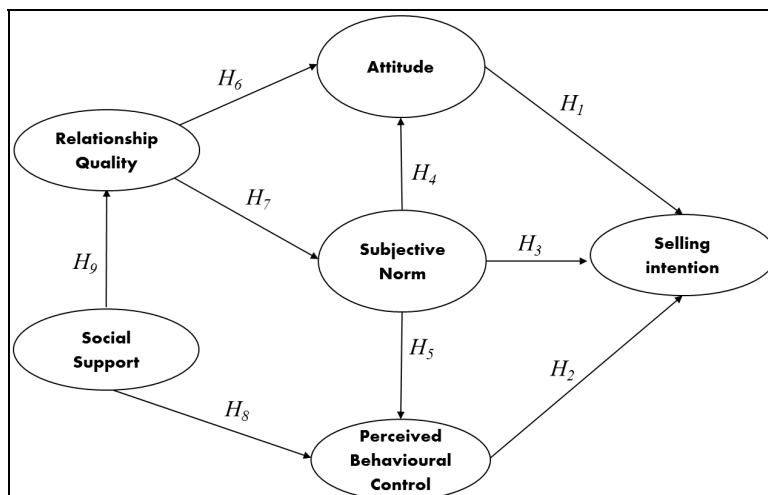 Attitude
H6
H1
Relationship
Quality
H4
H7
Subjective
Norm
H3
Selling
intention
H9
Social
Support
H5
H2
H8
Perceived
Behavioural
Control